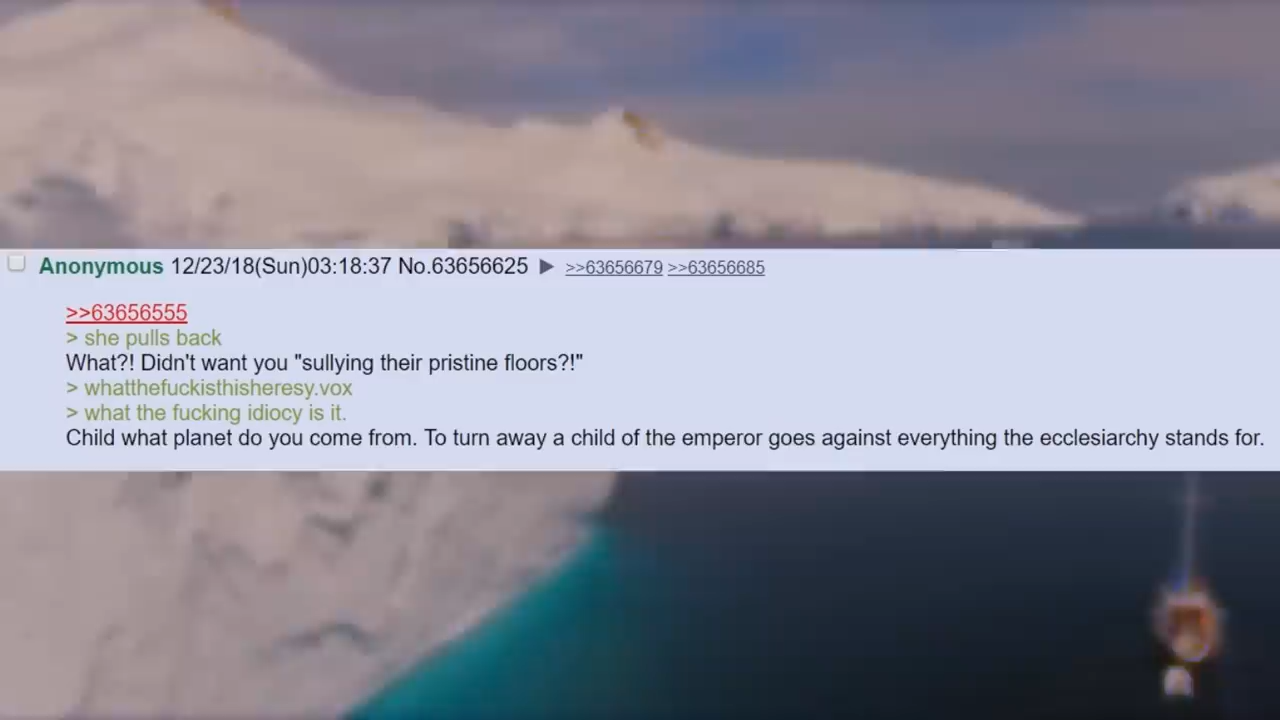 Anonymous 12/23/18(Sun)03:18:37 No.63656625 ▶ >>63656679 >>63656685
>>63656555
> she pulls back
What?! Didn't want you "sullying their pristine floors?!"
> whatthefuckisthisheresy.vox
> what the fucking idiocy is it.
Child what planet do you come from. To turn away a child of the emperor goes against everything the ecclesiarchy stands for.